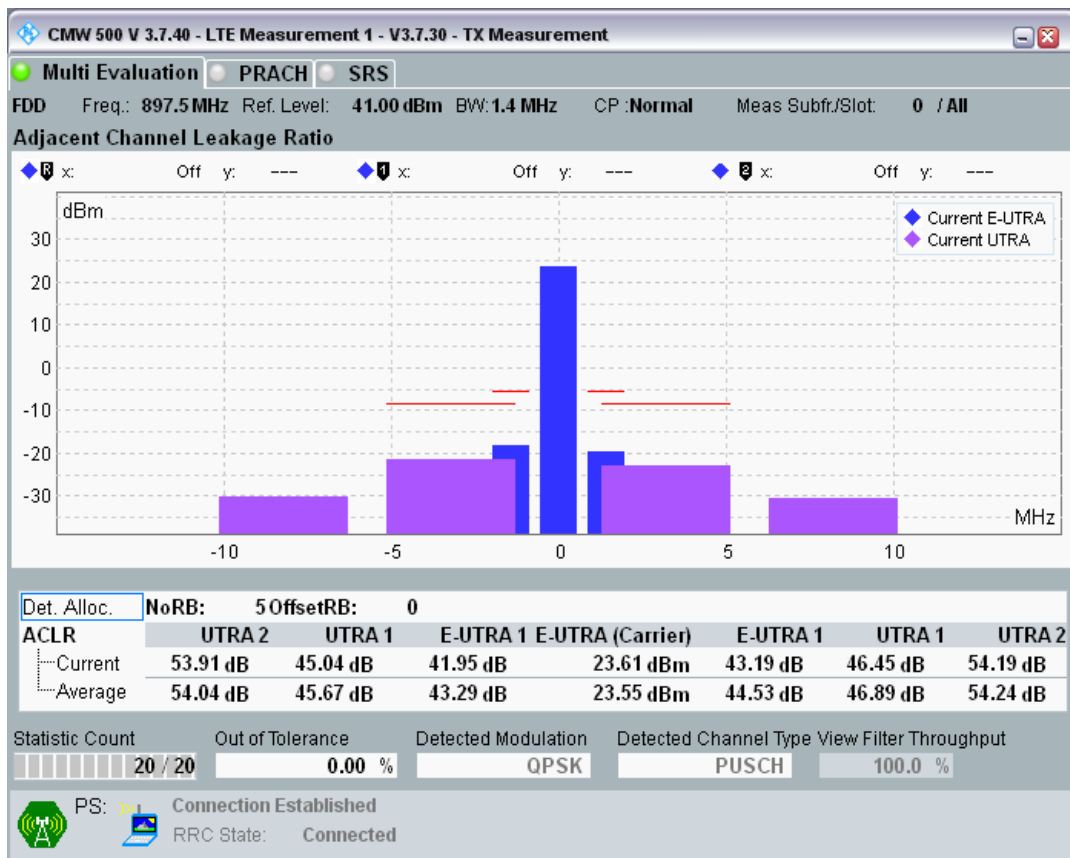 CMW 500 V 3.7.40 - LTE Measurement 1 - V3.7.30 - TX Measurement
Multi Evaluation PRACH SRS
FDD Freq.: 897.5 MHz Ref. Level: 41.00 dBm BW: 1.4 MHz CP :Normal Meas Subfr./Slot: 0 / All
Adjacent Channel Leakage Ratio
R x: Off y: --- 1 x: Off y: --- 2 x: Off y: ---
dBm
Current E-UTRA
Current UTRA
30
20
10
0
-10
-20
-30
MHz
-10 -5 0 5 10
Det. Alloc. NoRB: 5 OffsetRB: 0
ACLR UTRA 2 UTRA 1 E-UTRA 1 E-UTRA (Carrier) E-UTRA 1 UTRA 1 UTRA 2
Current 53.91 dB 45.04 dB 41.95 dB 23.61 dBm 43.19 dB 46.45 dB 54.19 dB
Average 54.04 dB 45.67 dB 43.29 dB 23.55 dBm 44.53 dB 46.89 dB 54.24 dB
Statistic Count Out of Tolerance Detected Modulation Detected Channel Type View Filter Throughput
20 / 20 0.00 % QPSK PUSCH 100.0 %
PS: Connection Established
RRC State: Connected